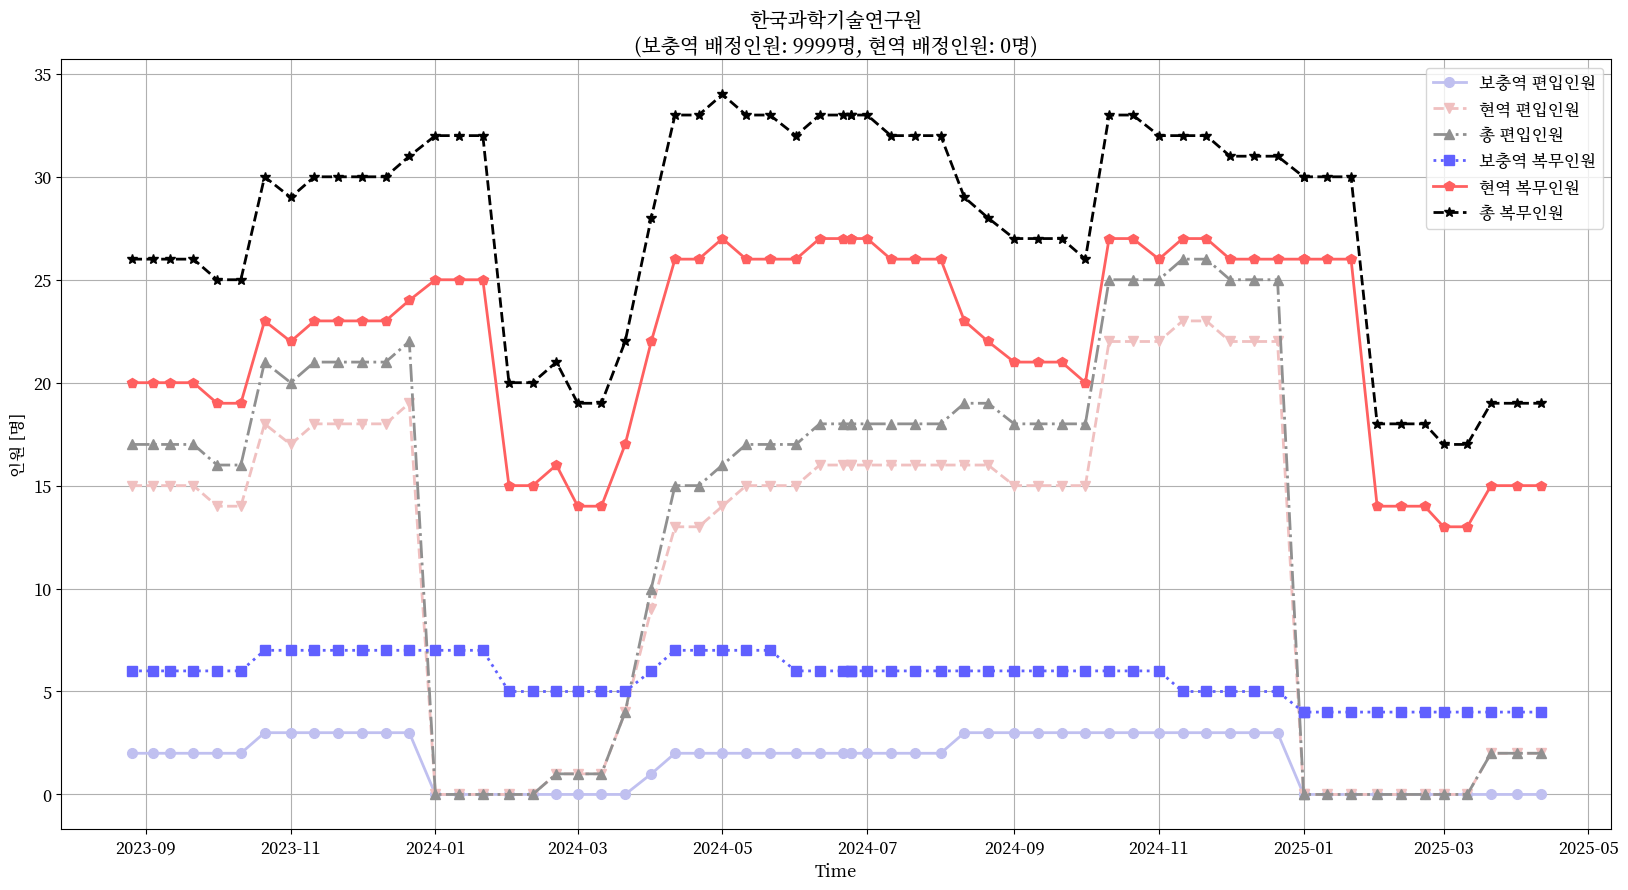 한국과학기술연구원
(보충역 배정인원: 9999명, 현역 배정인원: 0명)
보충역 편입인원
현역 편입인원
총 편입인원
보충역 복무인원
현역 복무인원
총 복무인원
인원 [명]
35
30
25
20
15
10
5
0
2023-09 2023-11 2024-01 2024-03 2024-05 2024-07 2024-09 2024-11 2025-01 2025-03 2025-05
Time